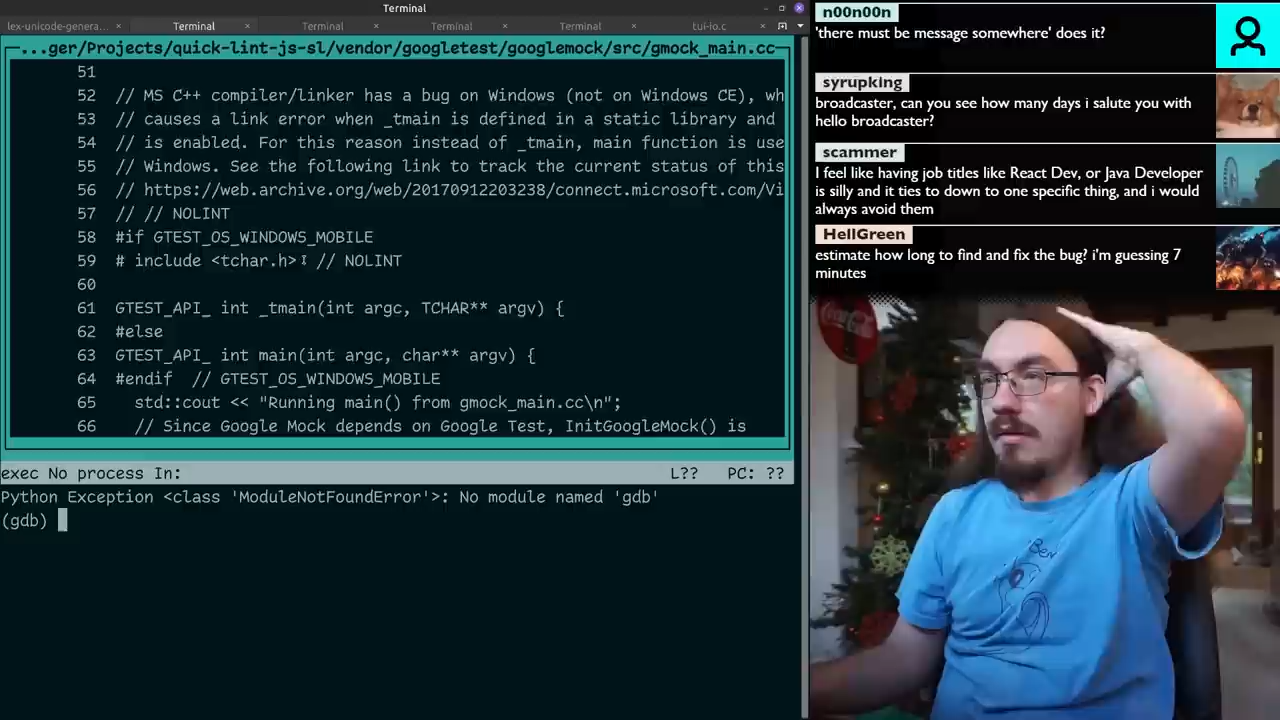 Terminal
lex-unicode-genera...
Terminal
Terminal
Terminal
Terminal
tui-io.c
...ger/Projects/quick-lint-js-sl/vendor/googletest/googlemock/src/gmock_main.cc
51
52 // MS C++ compiler/linker has a bug on Windows (not on Windows CE), wh
53 // causes a link error when _tmain is defined in a static library and
54 // is enabled. For this reason instead of _tmain, main function is use
55 // Windows. See the following link to track the current status of this
56 // https://web.archive.org/web/20170912203238/connect.microsoft.com/Vi
57 // // NOLINT
58 #if GTEST_OS_WINDOWS_MOBILE
59 # include <tchar.h> // NOLINT
60
61 GTEST_API_ int _tmain(int argc, TCHAR** argv) {
62 #else
63 GTEST_API_ int main(int argc, char** argv) {
64 #endif // GTEST_OS_WINDOWS_MOBILE
65 std::cout << "Running main() from gmock_main.cc\n";
66 // Since Google Mock depends on Google Test, InitGoogleMock() is
exec No process In: L?? PC: ??
Python Exception <class 'ModuleNotFoundError'>: No module named 'gdb'
(gdb)
n00n00n
'there must be message somewhere' does it?
syrupking
broadcaster, can you see how many days i salute you with
hello broadcaster?
scammer
I feel like having job titles like React Dev, or Java Developer
is silly and it ties to down to one specific thing, and i would
always avoid them
HellGreen
estimate how long to find and fix the bug? i'm guessing 7
minutes
Coca-Cola
Ben